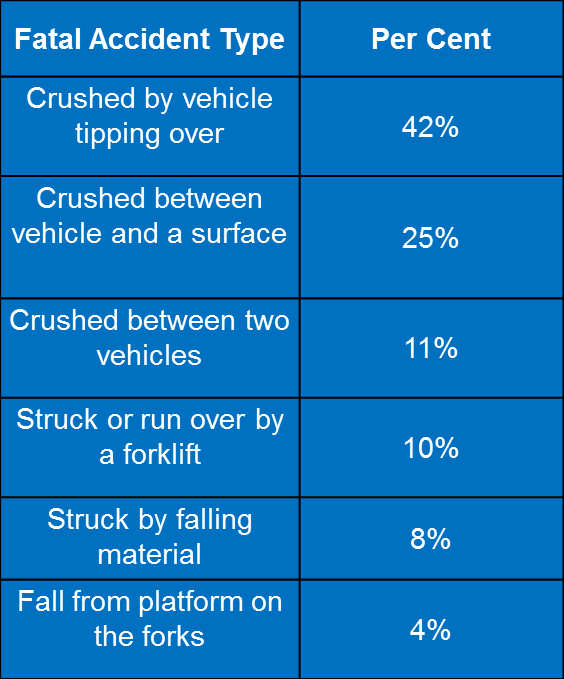 Fatal Accident Type
Per Cent
Crushed by vehicle
tipping over
42%
Crushed between
vehicle and a surface
25%
Crushed between two
vehicles
11%
Struck or run over by
a forklift
10%
Struck by falling
material
8%
Fall from platform on
the forks
4%